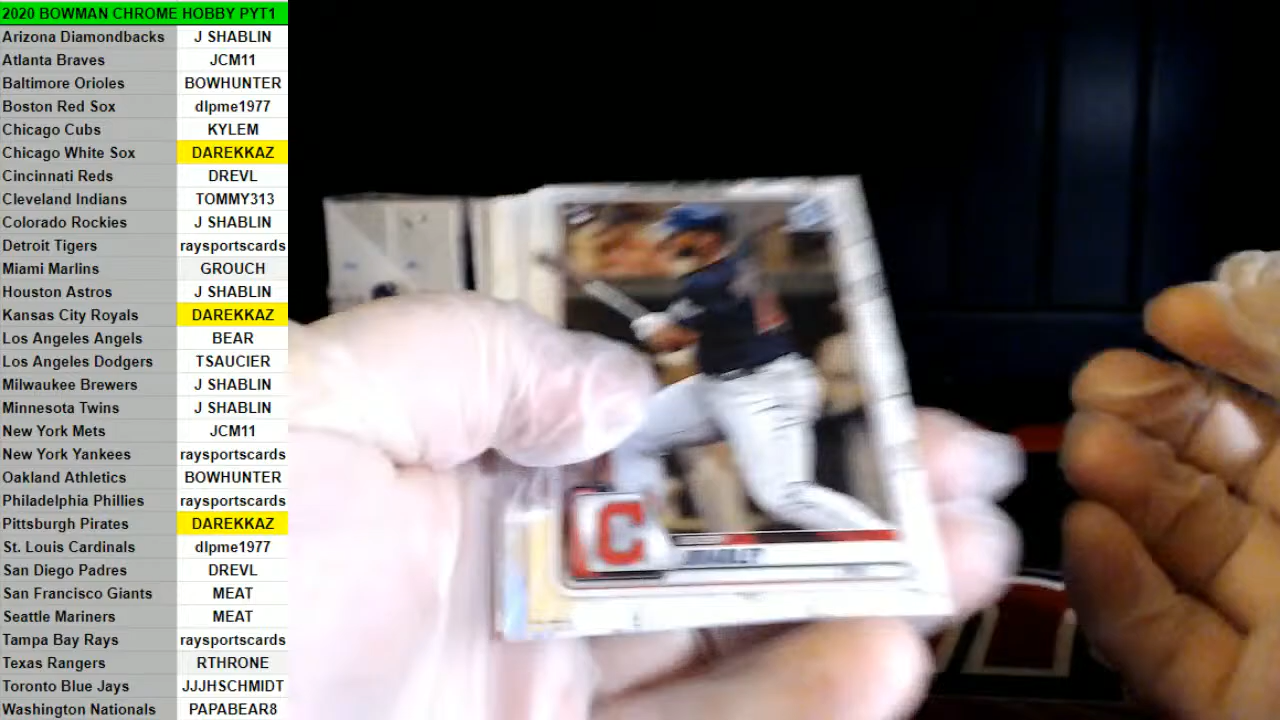 2020 BOWMAN CHROME HOBBY PYT1
Arizona Diamondbacks J SHABLIN
Atlanta Braves JCM11
Baltimore Orioles BOWHUNTER
Boston Red Sox dlpme1977
Chicago Cubs KYLEM
Chicago White Sox DAREKKAZ
Cincinnati Reds DREVL
Cleveland Indians TOMMY313
Colorado Rockies J SHABLIN
Detroit Tigers raysportscards
Miami Marlins GROUCH
Houston Astros J SHABLIN
Kansas City Royals DAREKKAZ
Los Angeles Angels BEAR
Los Angeles Dodgers TSAUCIER
Milwaukee Brewers J SHABLIN
Minnesota Twins J SHABLIN
New York Mets JCM11
New York Yankees raysportscards
Oakland Athletics BOWHUNTER
Philadelphia Phillies raysportscards
Pittsburgh Pirates DAREKKAZ
St. Louis Cardinals dlpme1977
San Diego Padres DREVL
San Francisco Giants MEAT
Seattle Mariners MEAT
Tampa Bay Rays raysportscards
Texas Rangers RTHRONE
Toronto Blue Jays JJJHSCHMIDT
Washington Nationals PAPABEAR8
C